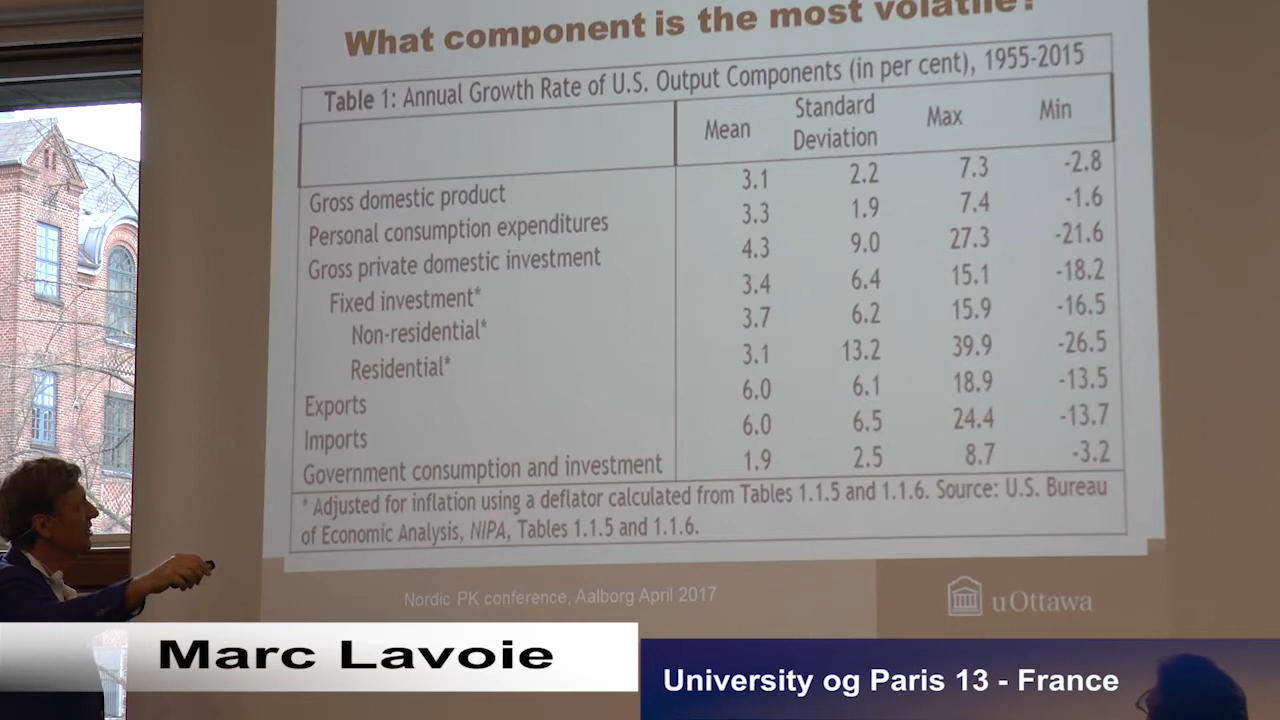 What component is the most volatile?
Table 1: Annual Growth Rate of U.S. Output Components (in per cent), 1955-2015
Mean Standard Deviation Max Min
Gross domestic product 3.1 2.2 7.3 -2.8
Personal consumption expenditures 3.3 1.9 7.4 -1.6
Gross private domestic investment 4.3 9.0 27.3 -21.6
Fixed investment* 3.4 6.4 15.1 -18.2
Non-residential* 3.7 6.2 15.9 -16.5
Residential* 3.1 13.2 39.9 -26.5
Exports 6.0 6.1 18.9 -13.5
Imports 6.0 6.5 24.4 -13.7
Government consumption and investment 1.9 2.5 8.7 -3.2
* Adjusted for inflation using a deflator calculated from Tables 1.1.5 and 1.1.6. Source: U.S. Bureau
of Economic Analysis, NIPA, Tables 1.1.5 and 1.1.6.
Nordic PK conference, Aalborg April 2017
uOttawa
Marc Lavoie
University og Paris 13 - France